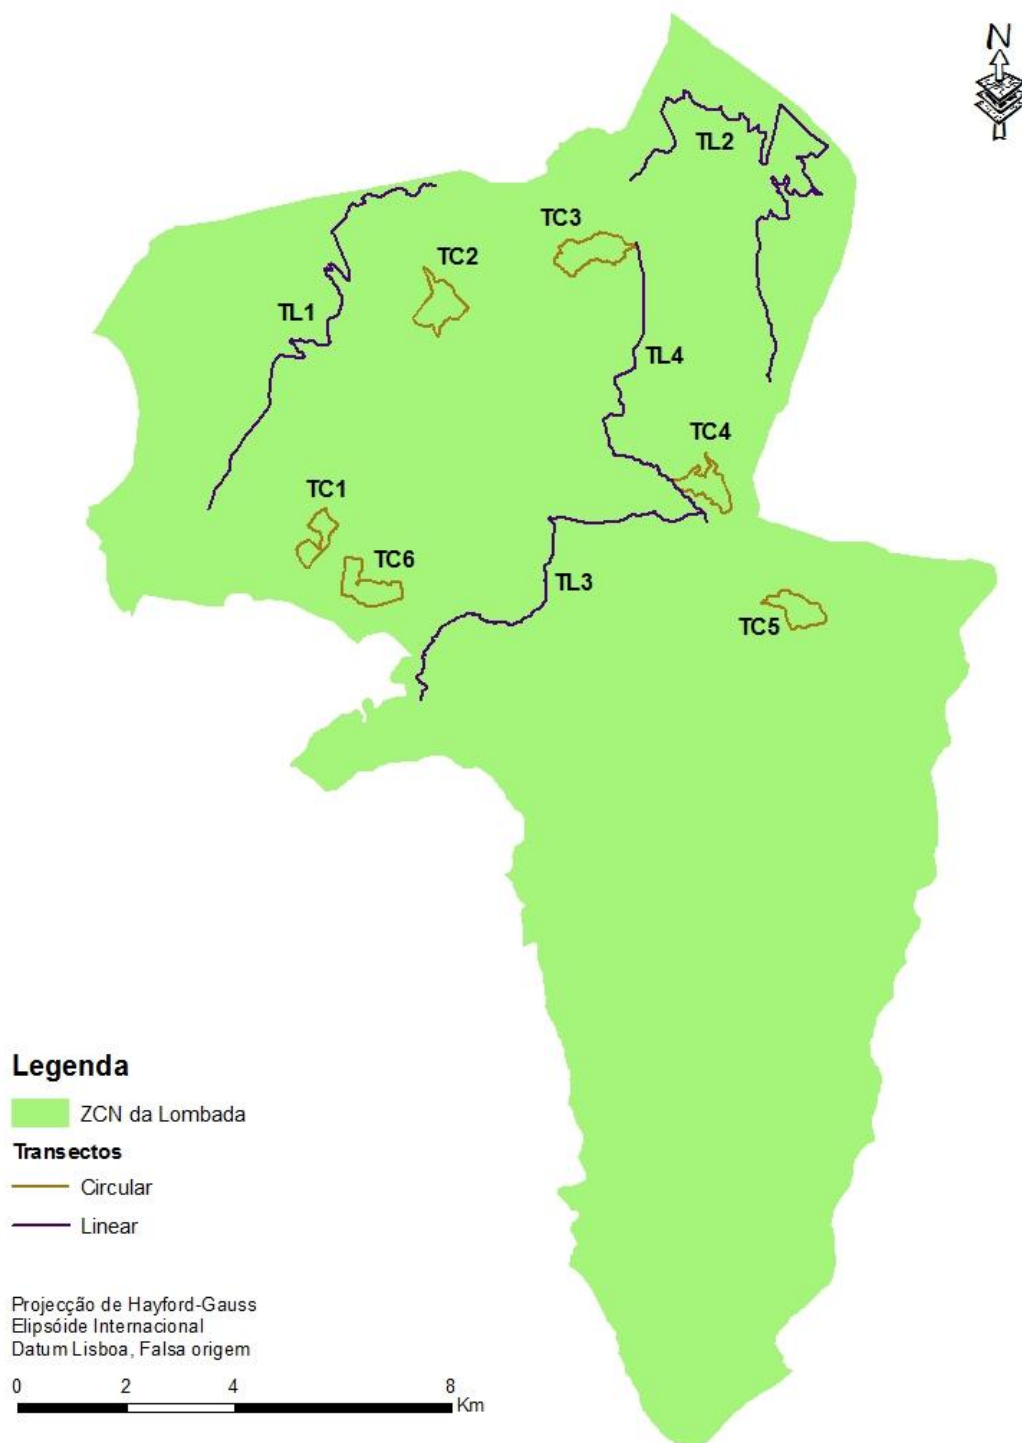 N
TL2
TC3
TC2
TL1
TL4
TC4
TC1
TC6
TL3
TC5
Legenda
ZCN da Lombada
Transectos
Circular
Linear
Projecção de Hayford-Gauss
Elipsóide Internacional
Datum Lisboa, Falsa origem
0 2 4 8
Km